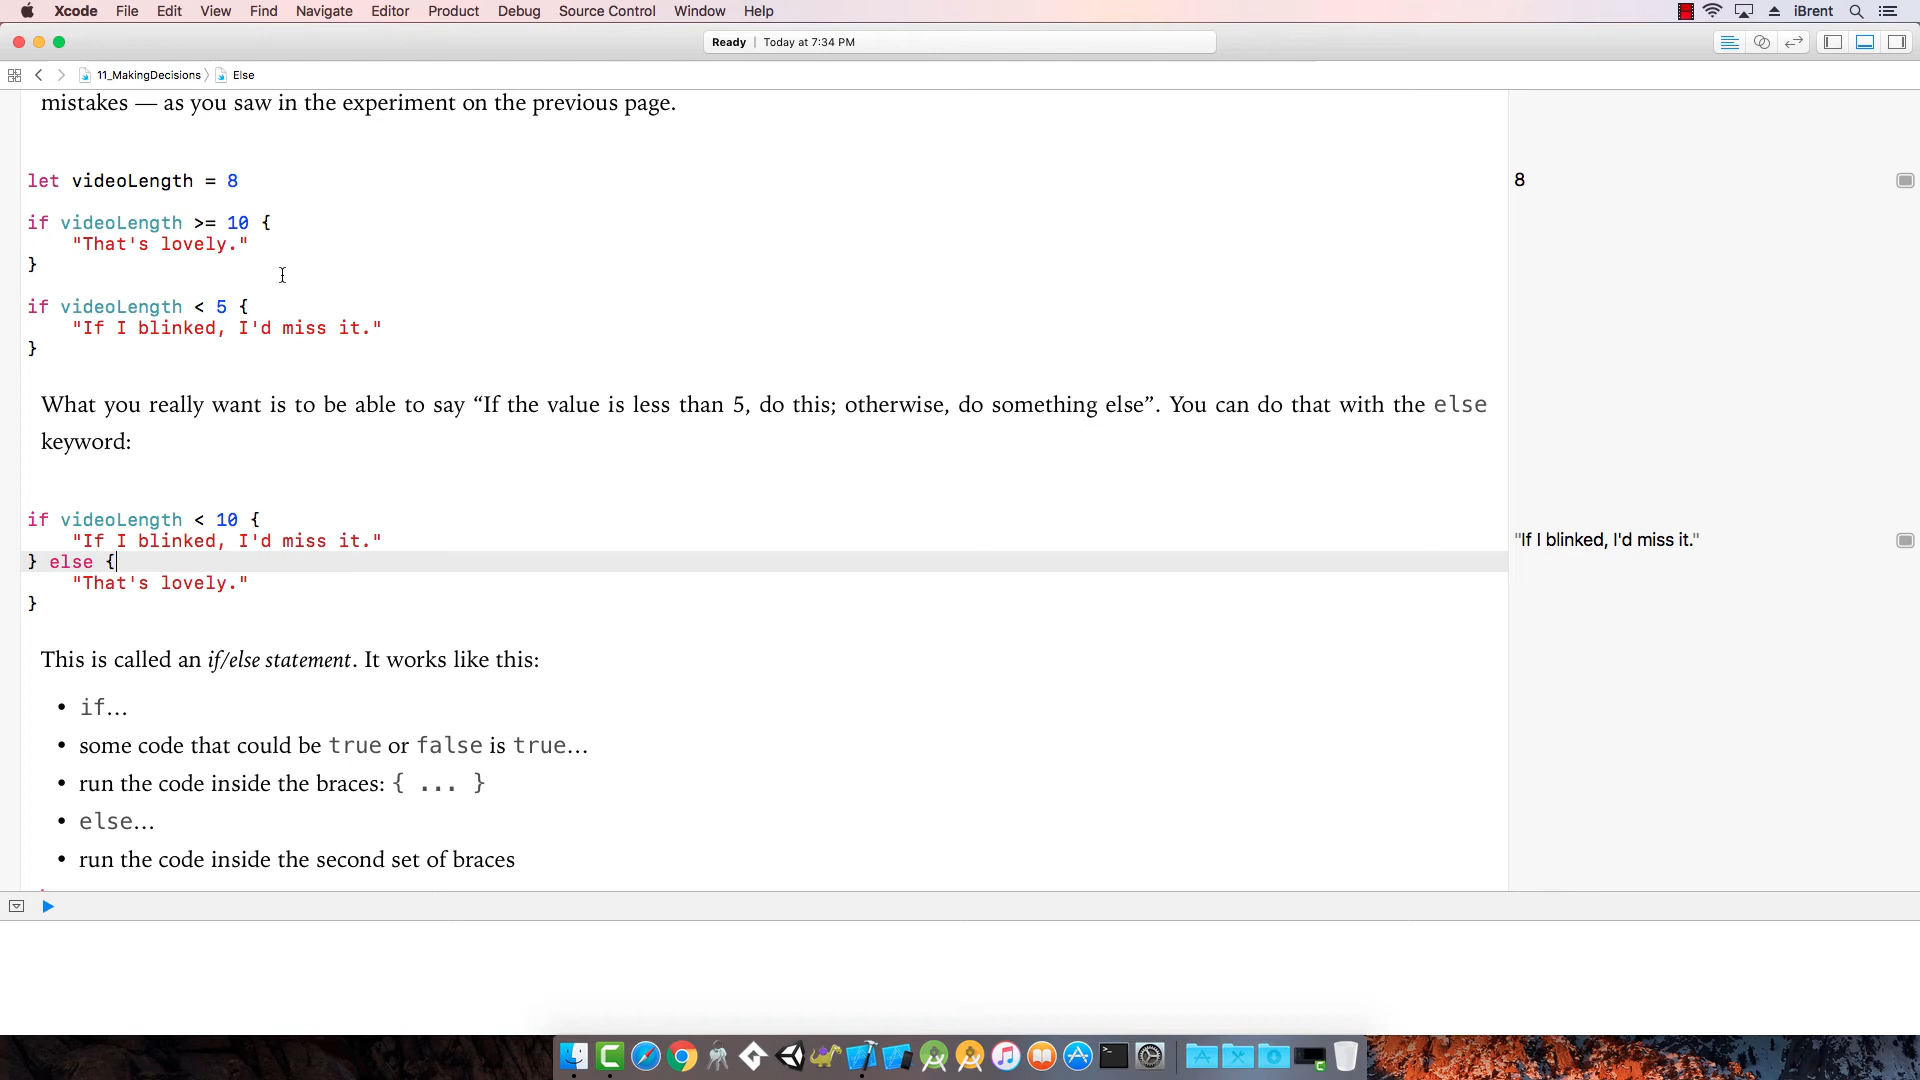 Xcode File Edit View Find Navigate Editor Product Debug Source Control Window Help iBrent
Ready | Today at 7:34 PM
11_MakingDecisions Else
mistakes — as you saw in the experiment on the previous page.
let videoLength = 8
8
if videoLength >= 10 {
"That's lovely."
}
if videoLength < 5 {
"If I blinked, I'd miss it."
}
What you really want is to be able to say “If the value is less than 5, do this; otherwise, do something else”. You can do that with the else
keyword:
if videoLength < 10 {
"If I blinked, I'd miss it."
"If I blinked, I'd miss it."
} else {
"That's lovely."
}
This is called an if/else statement. It works like this:
• if…
• some code that could be true or false is true…
• run the code inside the braces: { ... }
• else…
• run the code inside the second set of braces